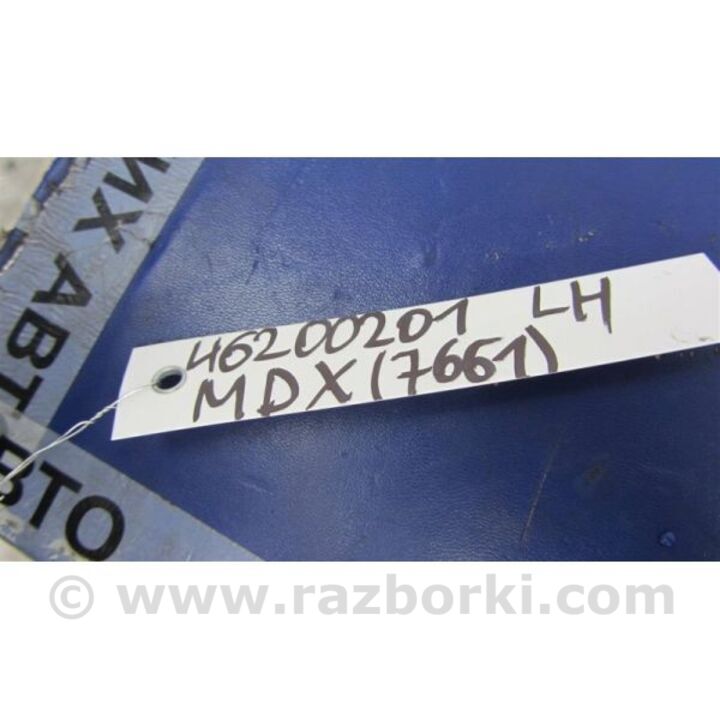 ИХ АВТ
ВТО
46200201 LH
MDX(7661)
© www.razborki.com